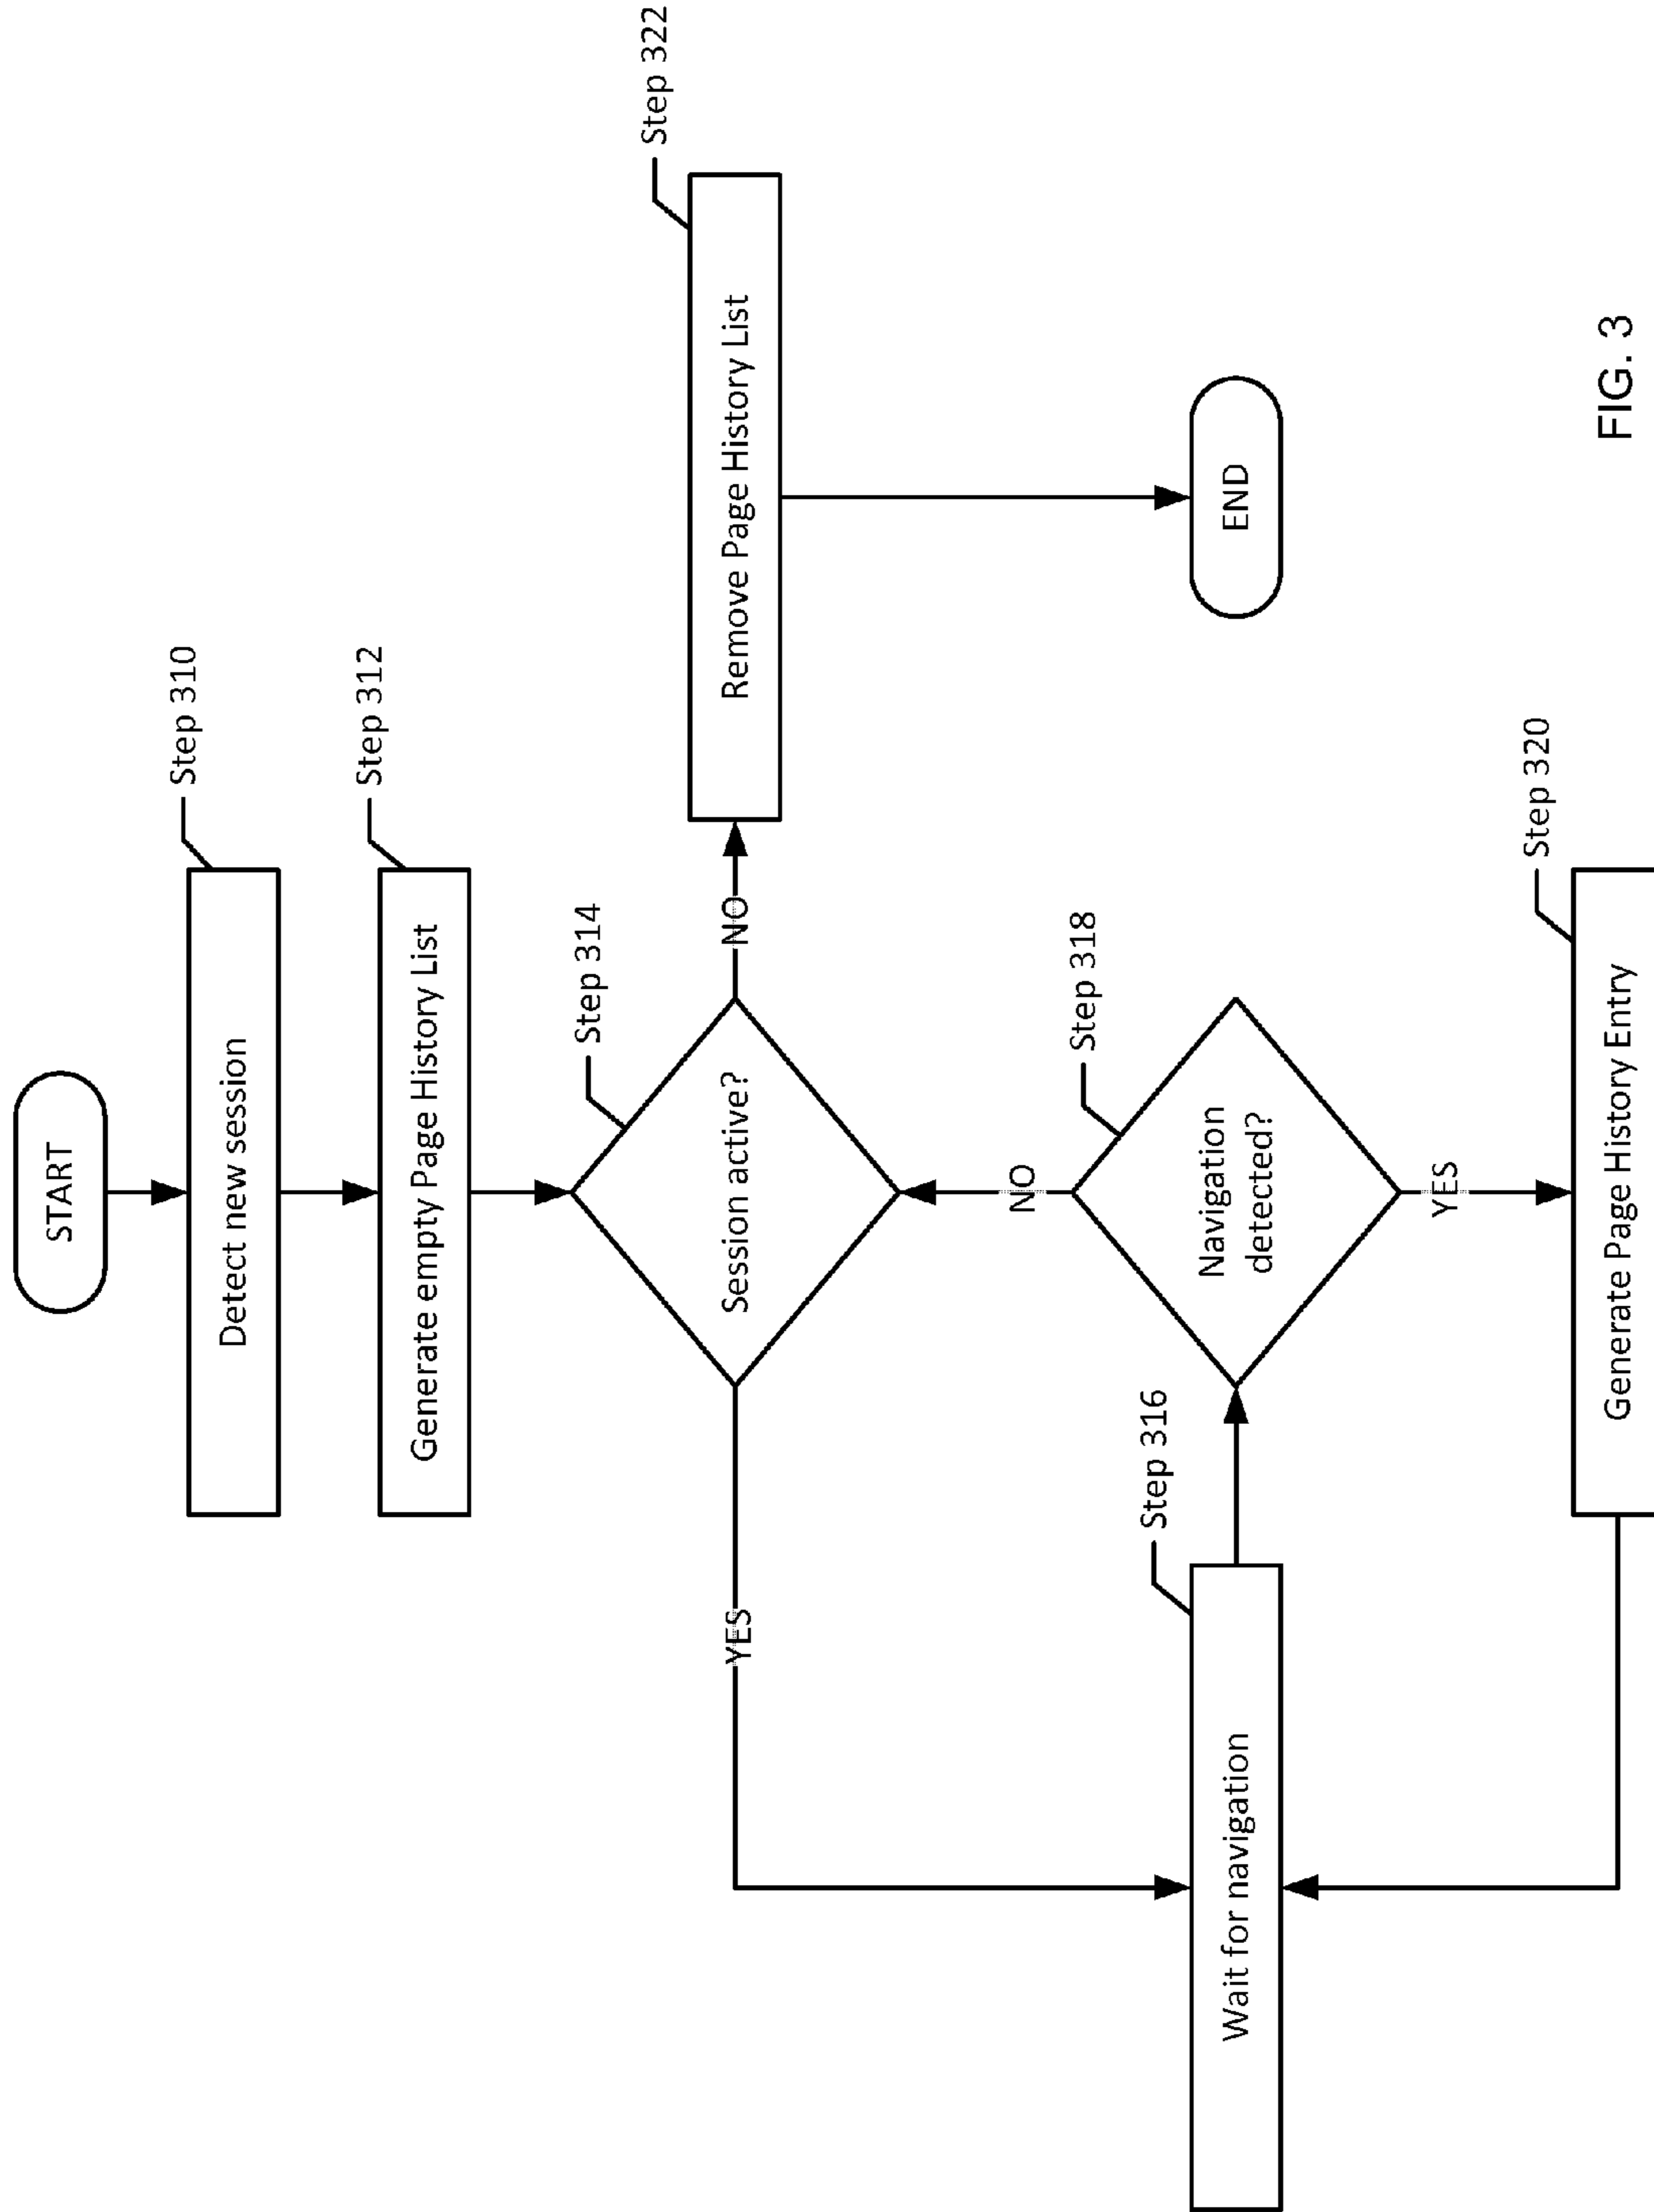 START
Step 310
Detect new session
Step 312
Generate empty Page History List
Step 314
Session active?
YES
NO
Step 322
Remove Page History List
NO
Step 316
Wait for navigation
Step 318
Navigation
detected?
END
YES
Step 320
Generate Page History Entry
FIG. 3